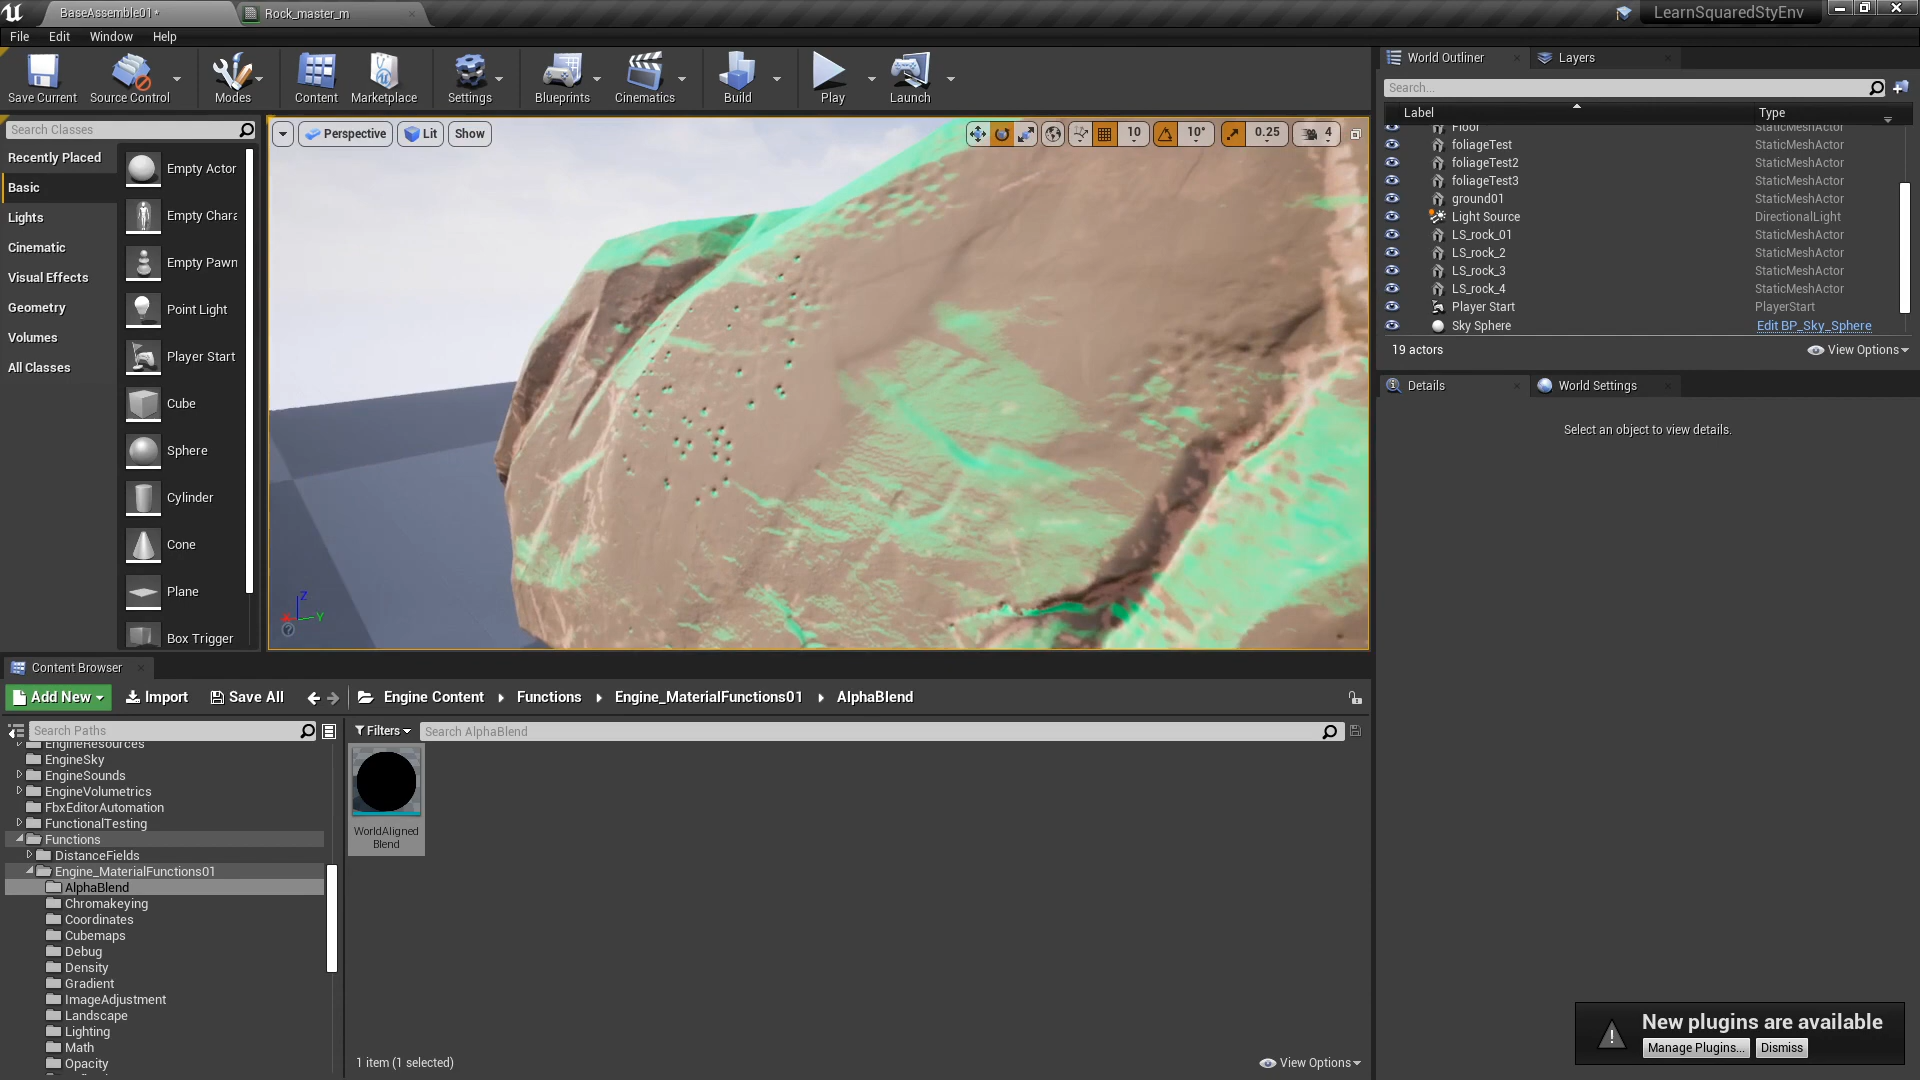 BaseAssemble01*
Rock_master_m
LearnSquaredStyEnv
File Edit Window Help
Save Current
Source Control
Modes
Content
Marketplace
Settings
Blueprints
Cinematics
Build
Play
Launch
Search Classes
Recently Placed
Basic
Lights
Cinematic
Visual Effects
Geometry
Volumes
All Classes
Empty Actor
Empty Chara
Empty Pawn
Point Light
Player Start
Cube
Sphere
Cylinder
Cone
Plane
Box Trigger
Perspective
Lit
Show
10
10°
0.25
4
Z
Y
World Outliner
Layers
Search...
Label Type
Floor StaticMeshActor
foliageTest StaticMeshActor
foliageTest2 StaticMeshActor
foliageTest3 StaticMeshActor
ground01 StaticMeshActor
Light Source DirectionalLight
LS_rock_01 StaticMeshActor
LS_rock_2 StaticMeshActor
LS_rock_3 StaticMeshActor
LS_rock_4 StaticMeshActor
Player Start PlayerStart
Sky Sphere Edit BP_Sky_Sphere
19 actors
View Options
Details
World Settings
Select an object to view details.
Content Browser
Add New
Import
Save All
Engine Content Functions Engine_MaterialFunctions01 AlphaBlend
Search Paths
Filters
Search AlphaBlend
EngineResources
EngineSky
EngineSounds
EngineVolumetrics
FbxEditorAutomation
FunctionalTesting
Functions
DistanceFields
Engine_MaterialFunctions01
AlphaBlend
Chromakeying
Coordinates
Cubemaps
Debug
Density
Gradient
ImageAdjustment
Landscape
Lighting
Math
Opacity
WorldAligned
Blend
1 item (1 selected)
View Options
New plugins are available
Manage Plugins...
Dismiss